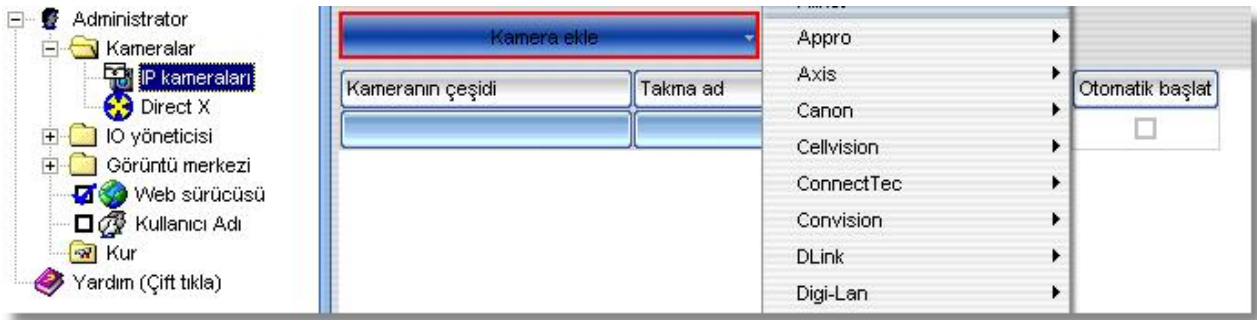 Administrator
Kameralar
IP kameraları
Direct X
IO yöneticisi
Görüntü merkezi
Web sürücüsü
Kullanıcı Adı
Kur
Yardım (Çift tıkla)
Kamera ekle
Kameranın çeşidi
Takma ad
Otomatik başlat
Appro
Axis
Canon
Cellvision
ConnectTec
Convision
DLink
Digi-Lan